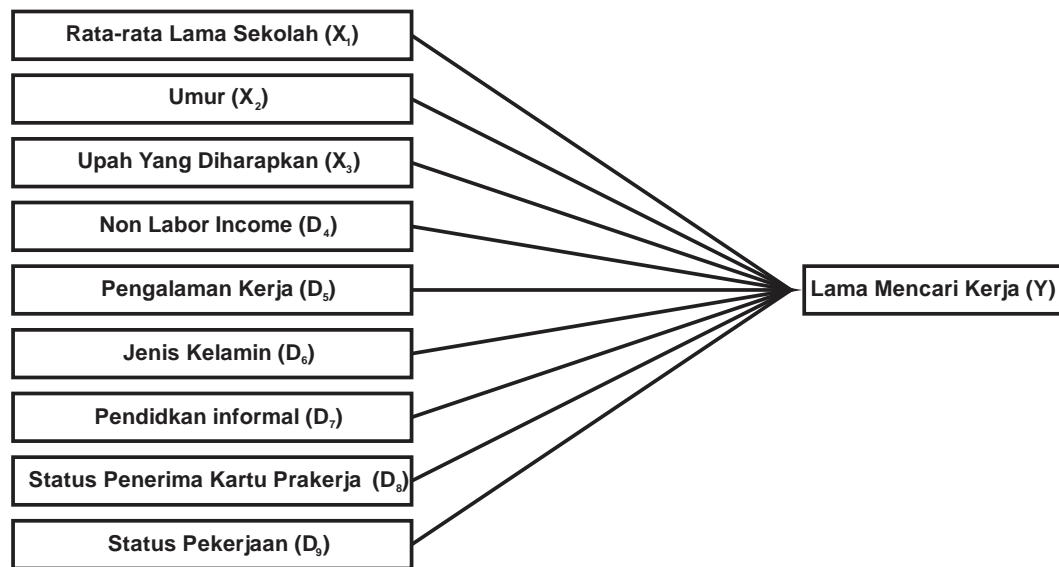 Rata-rata Lama Sekolah (X₁)
Umur (X₂)
Upah Yang Diharapkan (X₃)
Non Labor Income (D₄)
Pengalaman Kerja (D₅)
Lama Mencari Kerja (Y)
Jenis Kelamin (D₆)
Pendidkan informal (D₇)
Status Penerima Kartu Prakerja (D₈)
Status Pekerjaan (D₉)